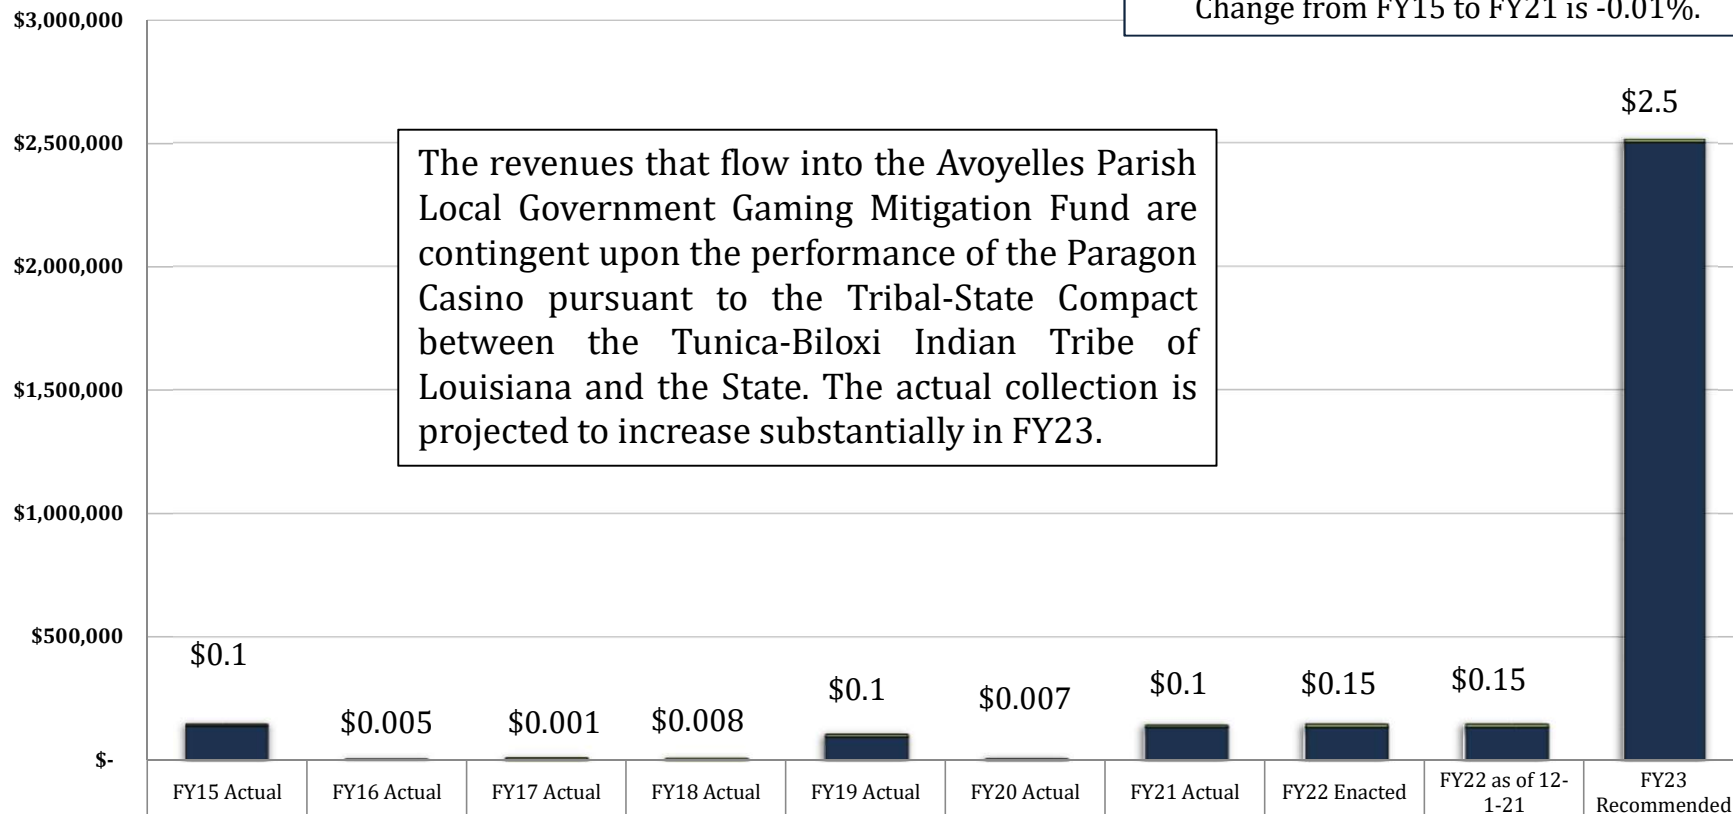 Change from FY15 to FY21 is -0.01%.
$3,000,000
$2,500,000
$2,000,000
$1,500,000
$1,000,000
$500,000
$-
The revenues that flow into the Avoyelles Parish
Local Government Gaming Mitigation Fund are
contingent upon the performance of the Paragon
Casino pursuant to the Tribal-State Compact
between the Tunica-Biloxi Indian Tribe of
Louisiana and the State. The actual collection is
projected to increase substantially in FY23.
$0.1
$0.005
$0.001
$0.008
$0.1
$0.007
$0.1
$0.15
$0.15
$2.5
FY15 Actual
FY16 Actual
FY17 Actual
FY18 Actual
FY19 Actual
FY20 Actual
FY21 Actual
FY22 Enacted
FY22 as of 12-
1-21
FY23
Recommended